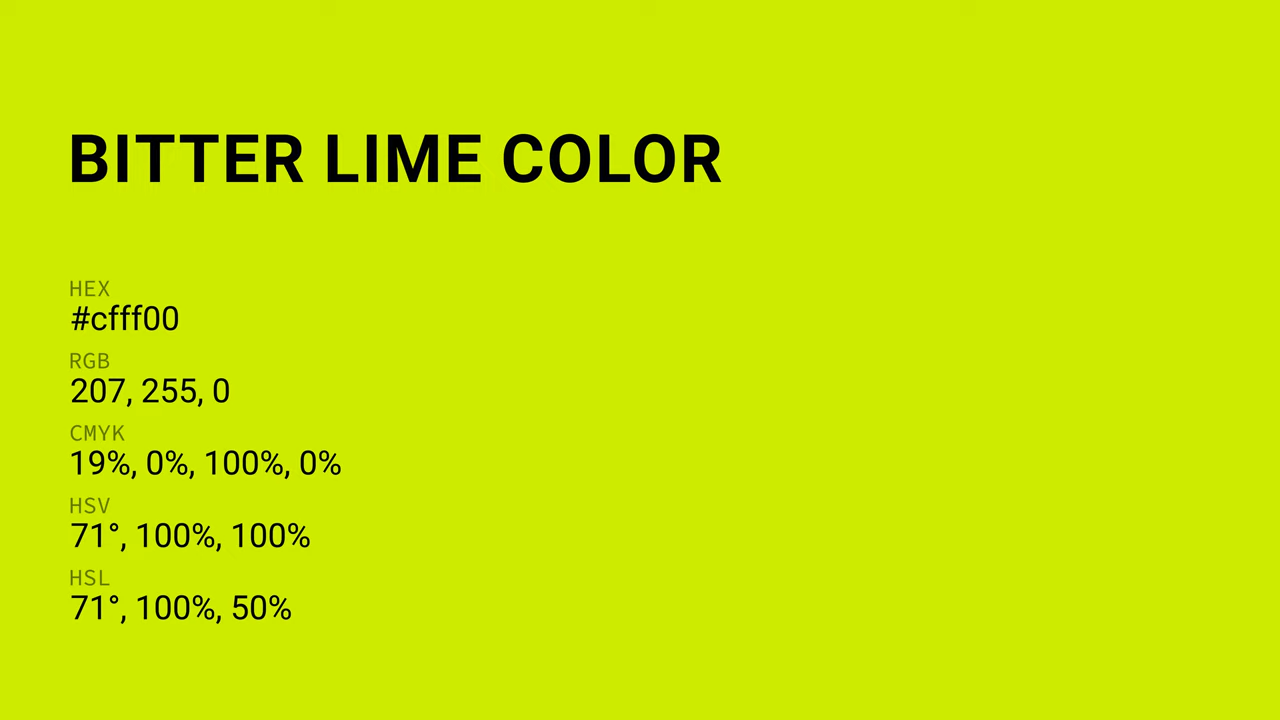 BITTER LIME COLOR
HEX
#cfff00
RGB
207, 255, 0
CMYK
19%, 0%, 100%, 0%
HSV
71°, 100%, 100%
HSL
71°, 100%, 50%